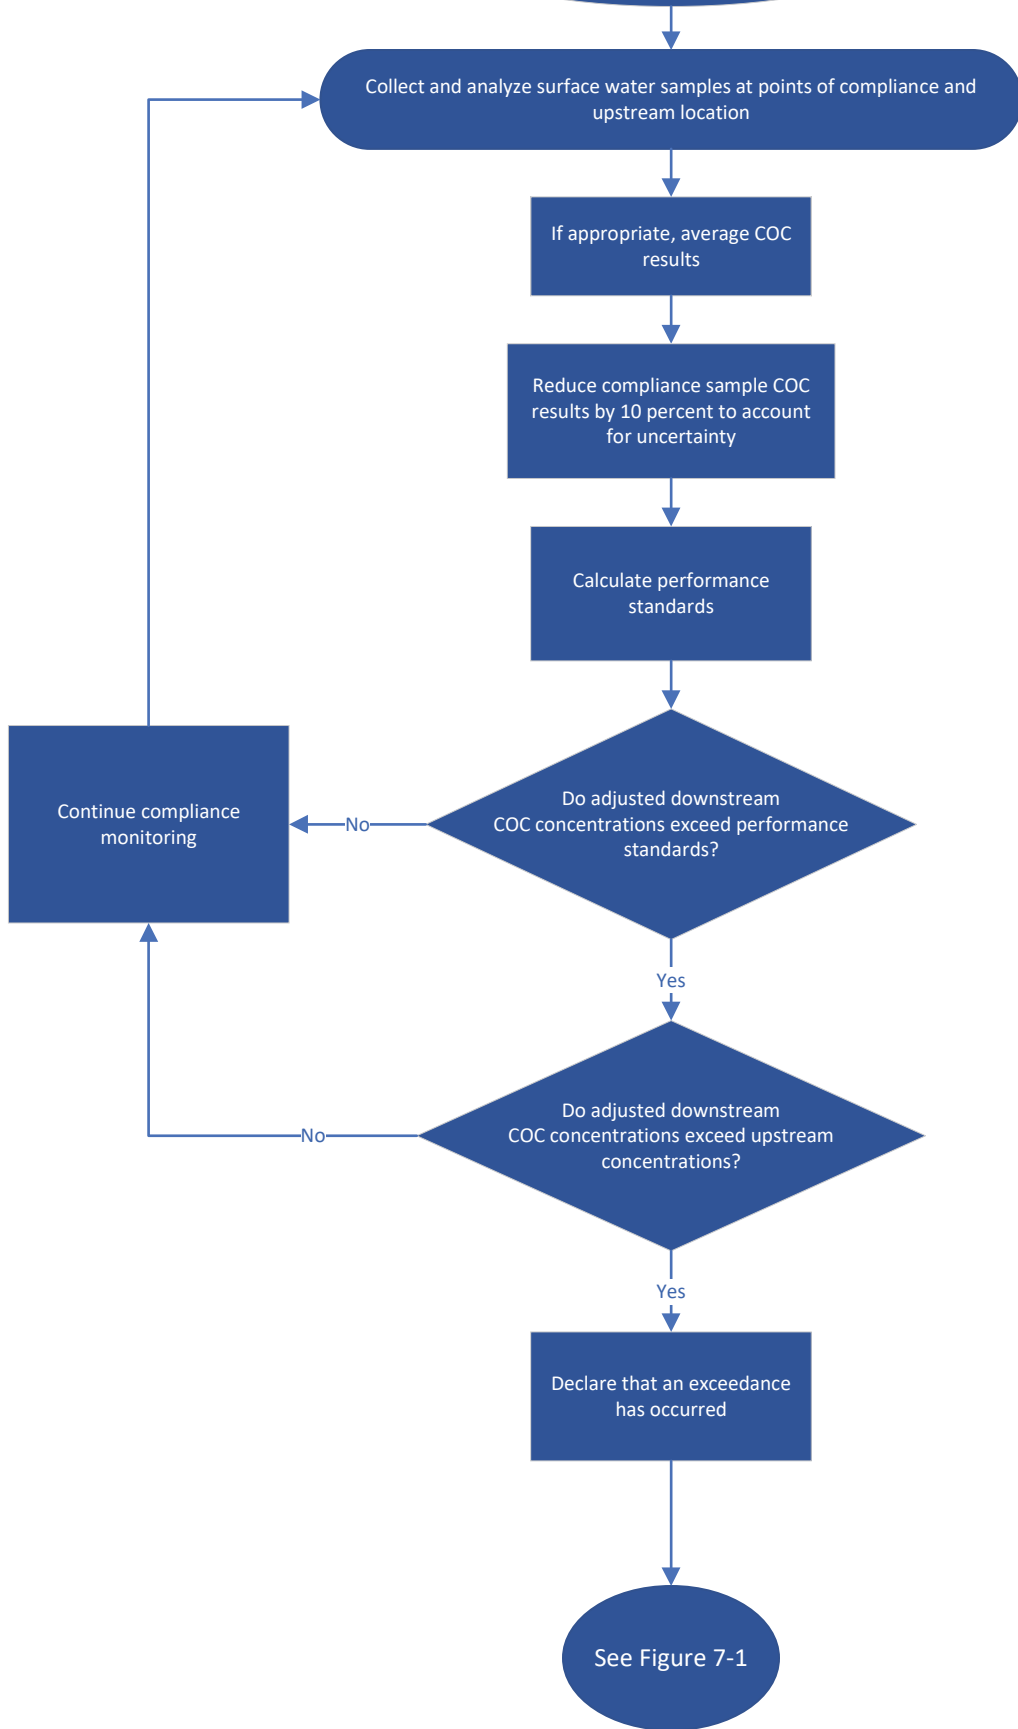 Collect and analyze surface water samples at points of compliance and
upstream location
If appropriate, average COC
results
Reduce compliance sample COC
results by 10 percent to account
for uncertainty
Calculate performance
standards
Do adjusted downstream
COC concentrations exceed performance
standards?
No
Continue compliance
monitoring
Yes
Do adjusted downstream
COC concentrations exceed upstream
concentrations?
No
Yes
Declare that an exceedance
has occurred
See Figure 7-1